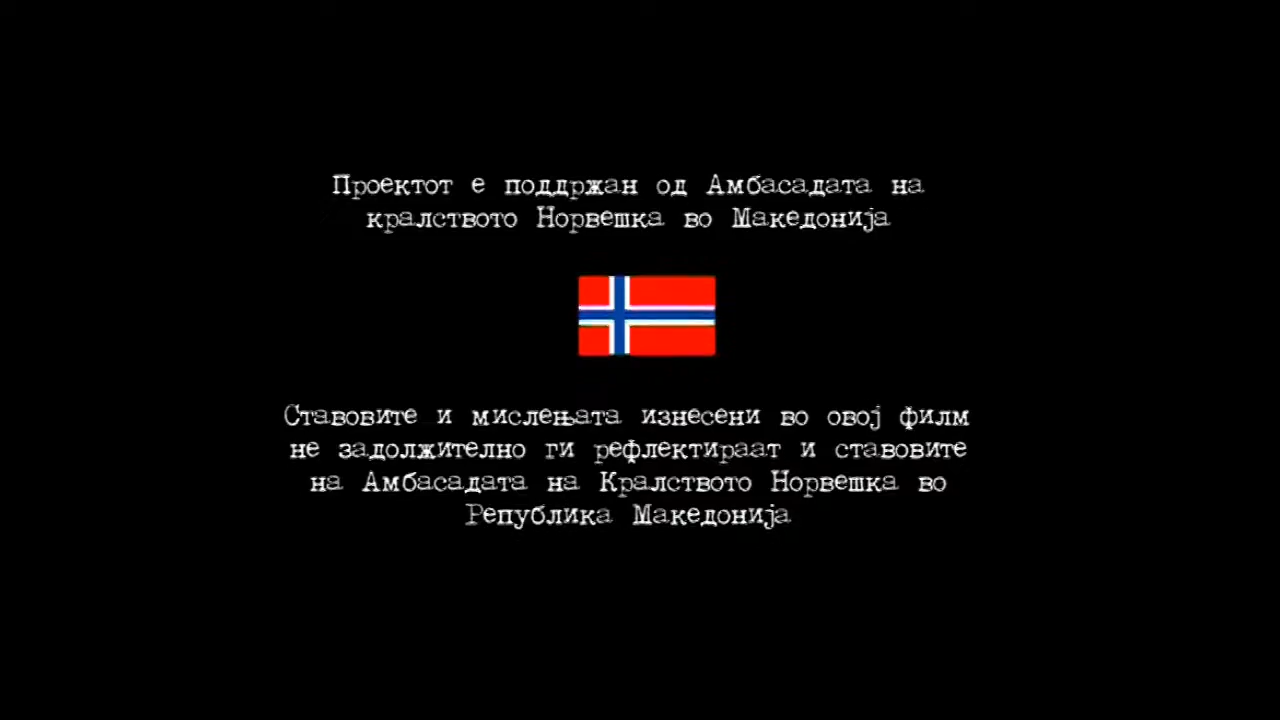 Проектот е поддржан од Амбасадата на
кралството Норвешка во Македонија
Ставовите и мислењата изнесени во овој филм
не задолжително ги рефлектираат и ставовите
на Амбасадата на Кралството Норвешка во
Република Македонија